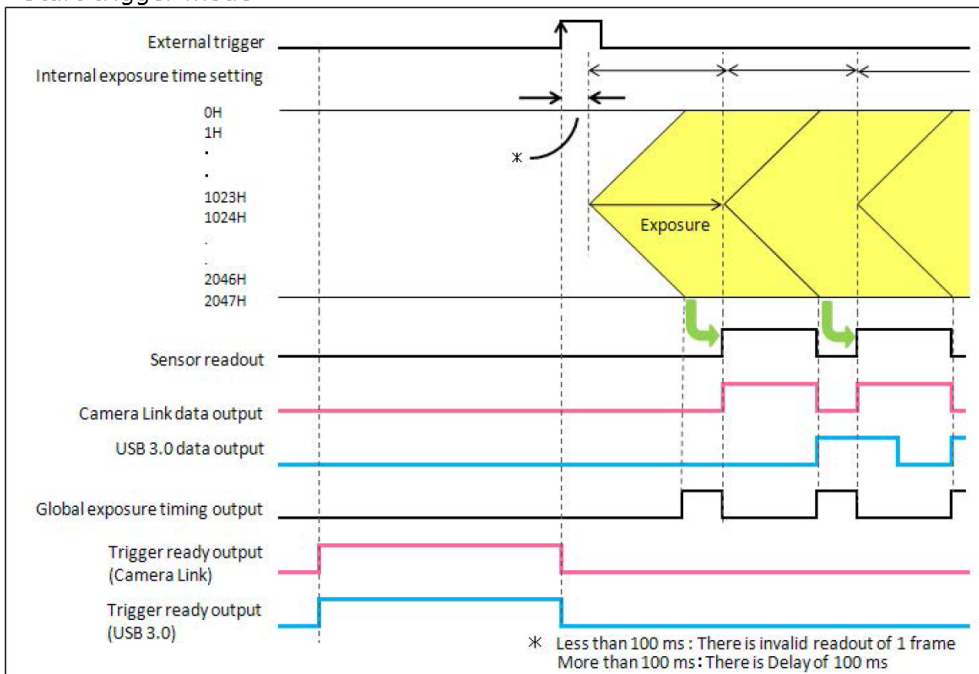 Start trigger mode
External trigger
Internal exposure time setting
0H
1H
.
.
1023H
1024H
.
.
2046H
2047H
Exposure
Sensor readout
Camera Link data output
USB 3.0 data output
Global exposure timing output
Trigger ready output
(Camera Link)
Trigger ready output
(USB 3.0)
※ Less than 100 ms : There is invalid readout of 1 frame
More than 100 ms : There is Delay of 100 ms